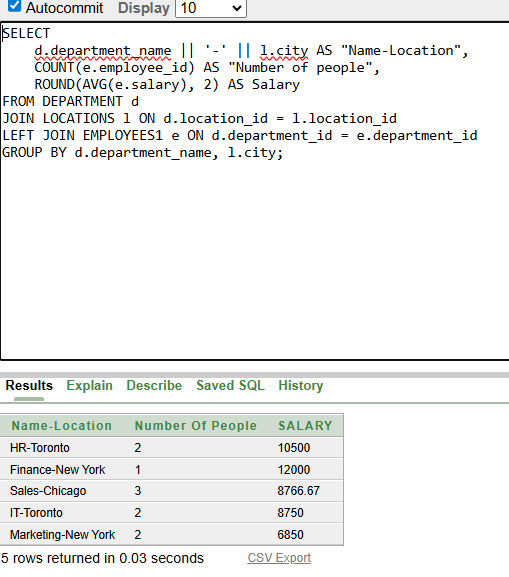 Autocommit Display 10
SELECT
d.department_name || '-' || l.city AS "Name-Location",
COUNT(e.employee_id) AS "Number of people",
ROUND(AVG(e.salary), 2) AS Salary
FROM DEPARTMENT d
JOIN LOCATIONS l ON d.location_id = l.location_id
LEFT JOIN EMPLOYEES1 e ON d.department_id = e.department_id
GROUP BY d.department_name, l.city;
Results Explain Describe Saved SQL History
Name-Location Number Of People SALARY
HR-Toronto 2 10500
Finance-New York 1 12000
Sales-Chicago 3 8766.67
IT-Toronto 2 8750
Marketing-New York 2 6850
5 rows returned in 0.03 seconds CSV Export